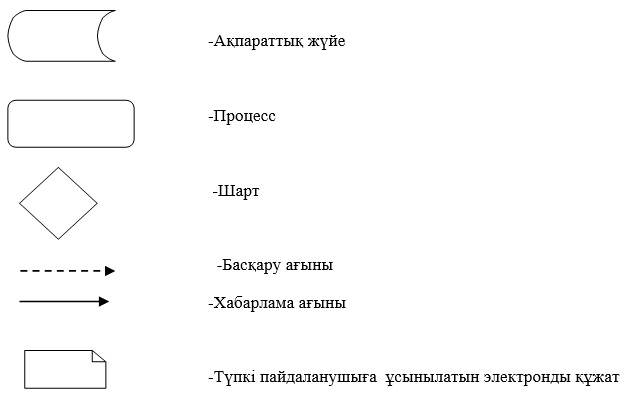 -Ақпараттық жүйе
-Процесс
-Шарт
-Басқару ағыны
-Хабарлама ағыны
-Түпкі пайдаланушыға ұсынылатын электронды құжат